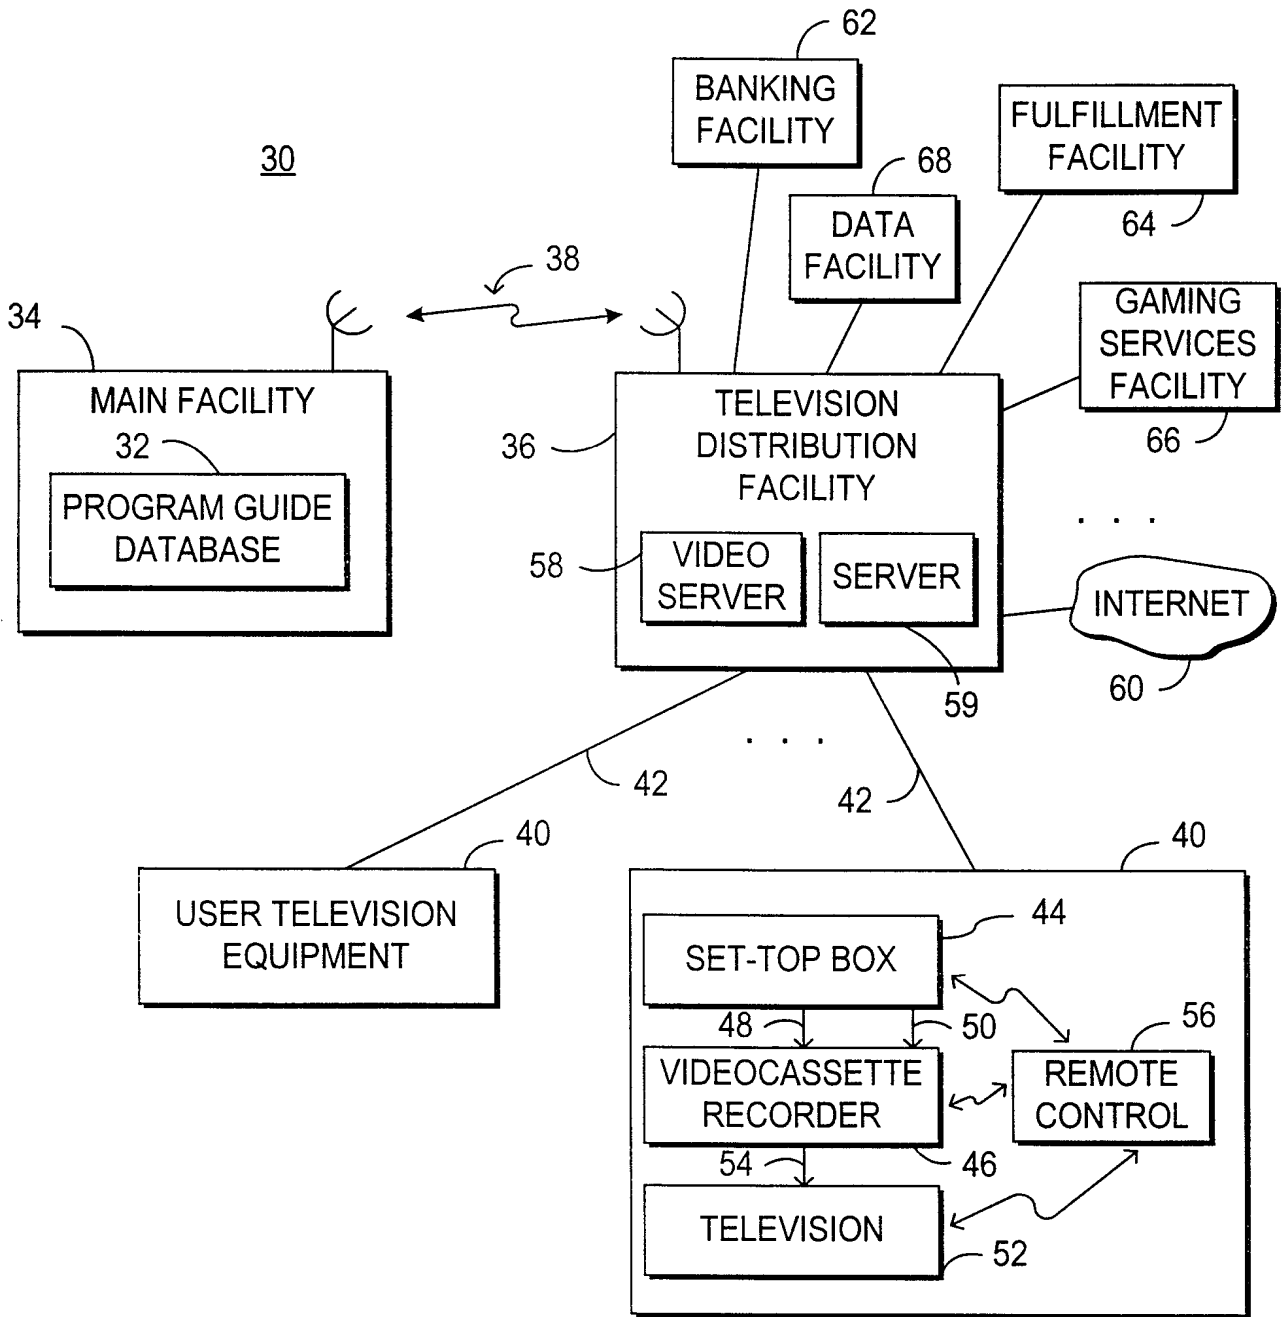 62
BANKING
FACILITY
FULFILLMENT
FACILITY
64
30
68
DATA
FACILITY
38
GAMING
SERVICES
FACILITY
66
34
MAIN FACILITY
32
PROGRAM GUIDE
DATABASE
36
TELEVISION
DISTRIBUTION
FACILITY
58
VIDEO
SERVER
SERVER
59
. . .
INTERNET
60
42
. . .
42
40
USER TELEVISION
EQUIPMENT
40
44
SET-TOP BOX
48
50
56
VIDEOCASSETTE
RECORDER
REMOTE
CONTROL
54
46
TELEVISION
52